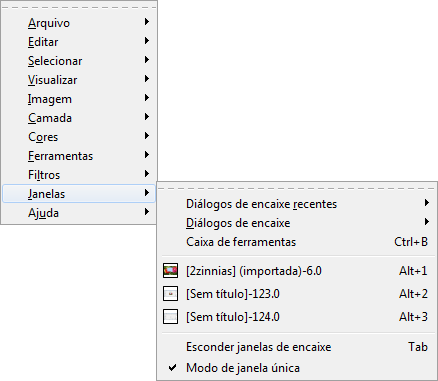 Arquivo
Editar
Selecionar
Visualizar
Imagem
Camada
Cores
Ferramentas
Filtros
Janelas
Ajuda
Diálogos de encaixe recentes
Diálogos de encaixe
Caixa de ferramentas Ctrl+B
[2zinnias] (importada)-6.0 Alt+1
[Sem título]-123.0 Alt+2
[Sem título]-124.0 Alt+3
Esconder janelas de encaixe Tab
Modo de janela única